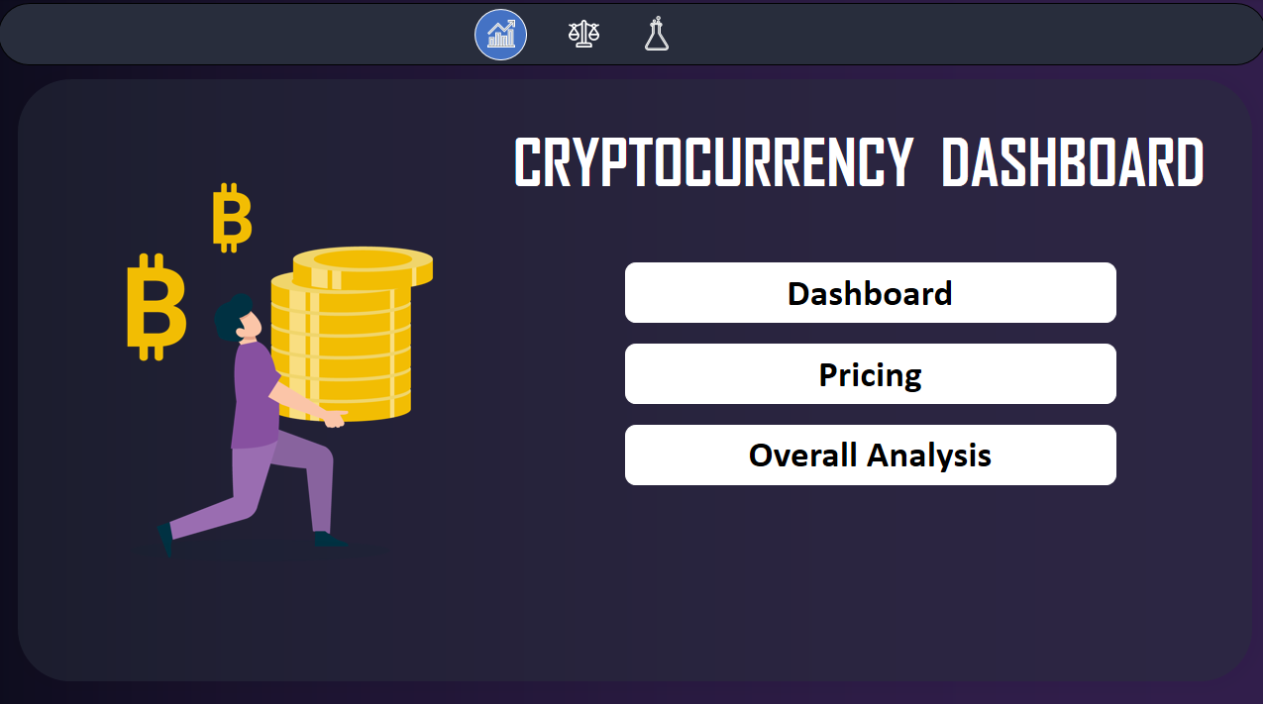 CRYPTOCURRENCY DASHBOARD
Dashboard
Pricing
Overall Analysis